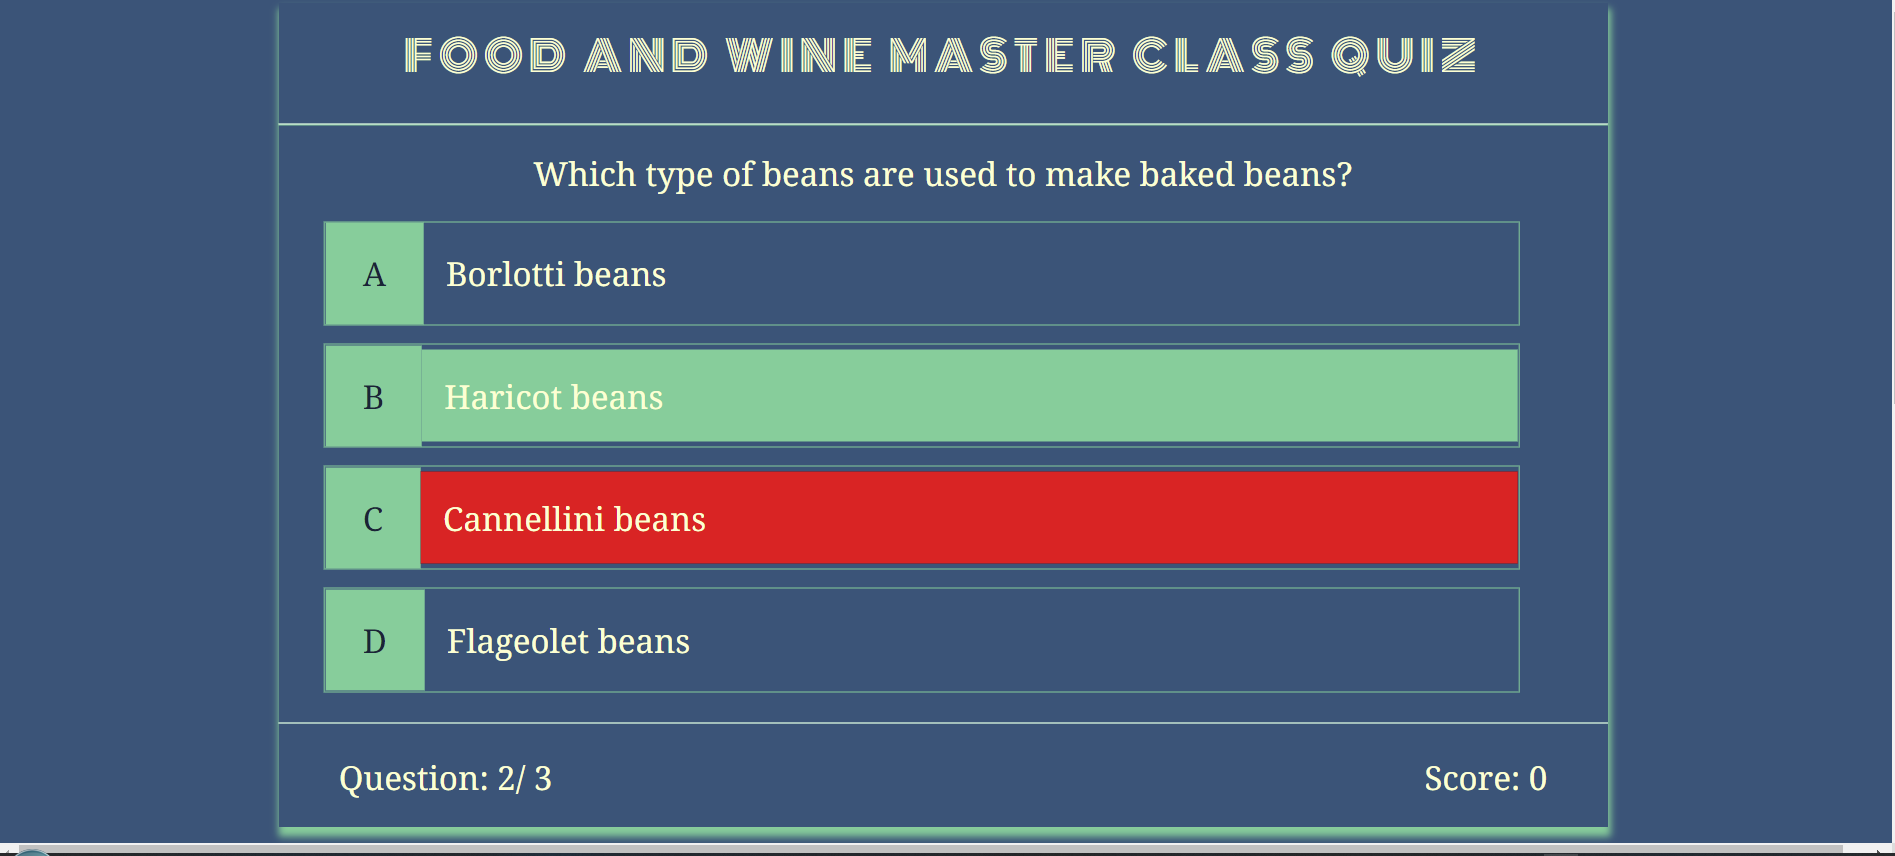 FOOD AND WINE MASTER CLASS QUIZ
Which type of beans are used to make baked beans?
A Borlotti beans
B Haricot beans
C Cannellini beans
D Flageolet beans
Question: 2/ 3 Score: 0